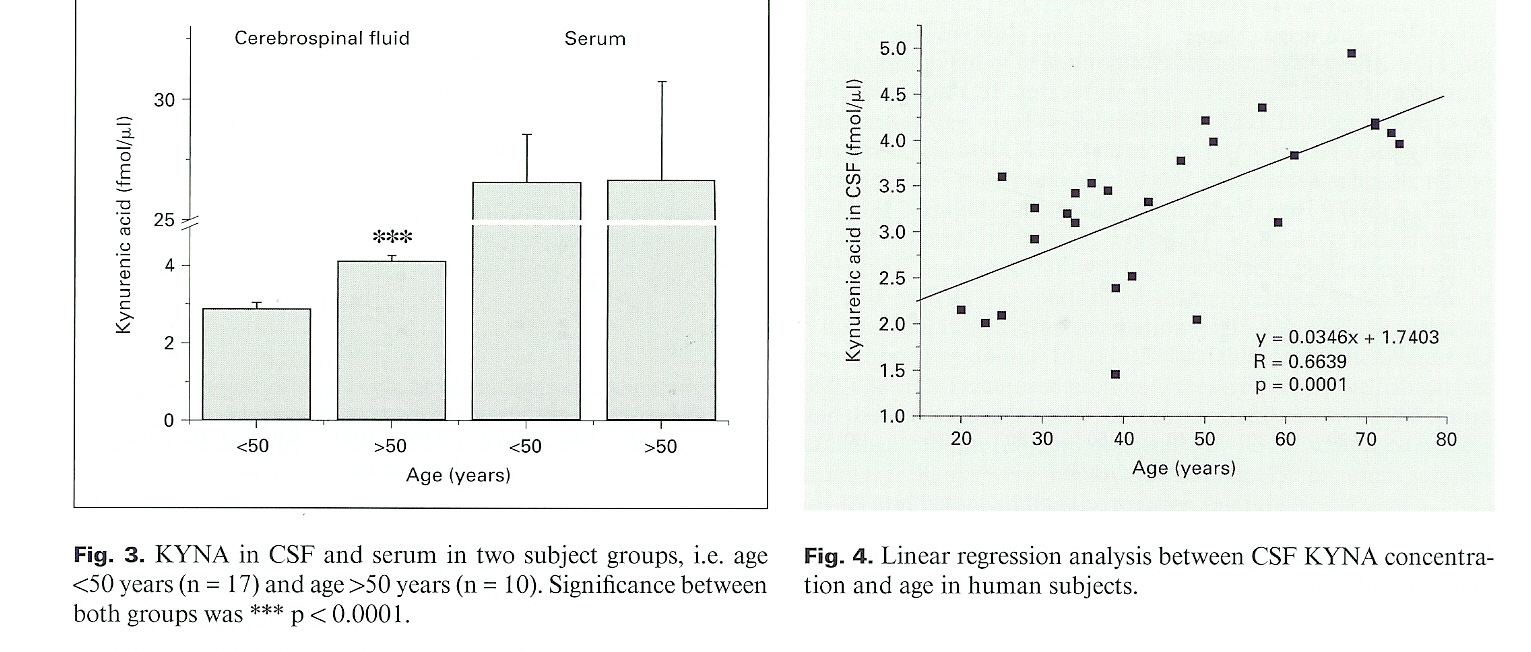 Cerebrospinal fluid Serum
Kynurenic acid (fmol/µl)
30
25
***
4
2
0
<50 >50 <50 >50
Age (years)
Fig. 3. KYNA in CSF and serum in two subject groups, i.e. age
<50 years (n = 17) and age >50 years (n = 10). Significance between
both groups was *** p < 0.0001.
Kynurenic acid in CSF (fmol/µl)
5.0
4.5
4.0
3.5
3.0
2.5
2.0
1.5
1.0
y = 0.0346x + 1.7403
R = 0.6639
p = 0.0001
20 30 40 50 60 70 80
Age (years)
Fig. 4. Linear regression analysis between CSF KYNA concentra-
tion and age in human subjects.